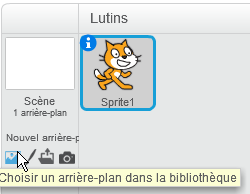 Lutins
Sprite1
Scène
1 arrière-plan
Nouvel arrière-p
Choisir un arrière-plan dans la bibliothèque